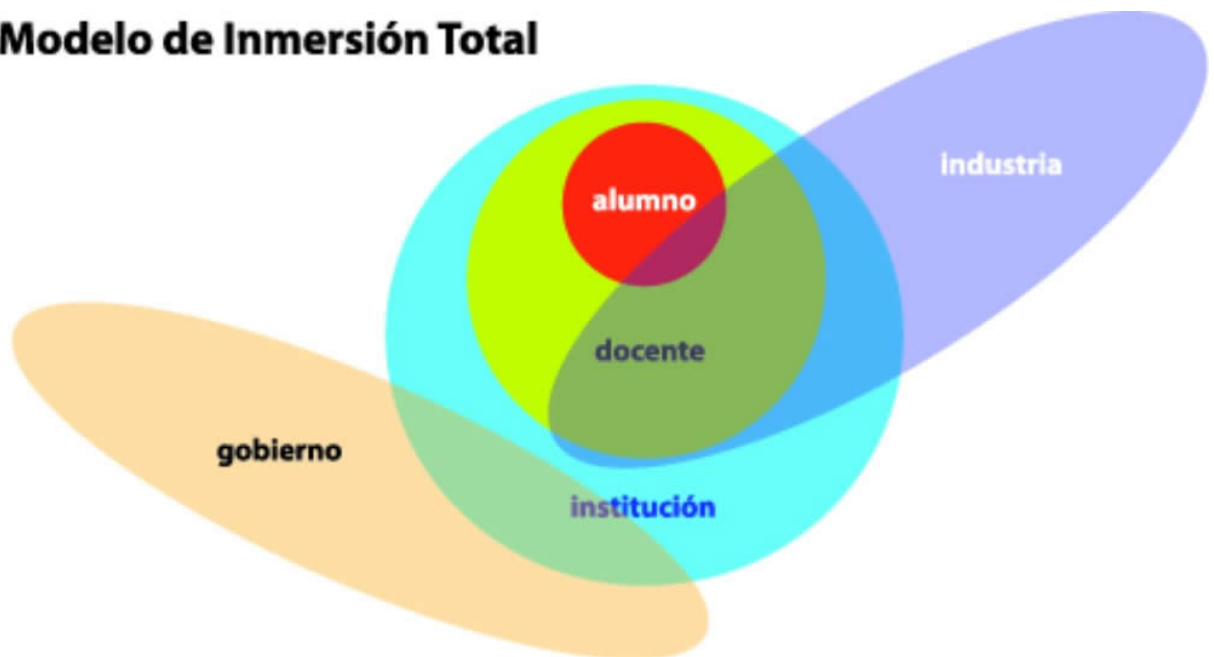 Modelo de Inmersión Total
industria
alumno
docente
gobierno
institución